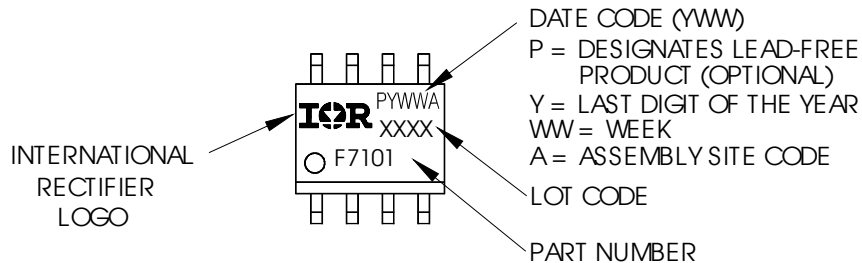 DATE CODE (YWW)
P = DESIGNATES LEAD-FREE
PRODUCT (OPTIONAL)
Y = LAST DIGIT OF THE YEAR
WW = WEEK
A = ASSEMBLY SITE CODE
LOT CODE
PART NUMBER
INTERNATIONAL
RECTIFIER
LOGO
IOR
PYWWA
XXXX
F7101